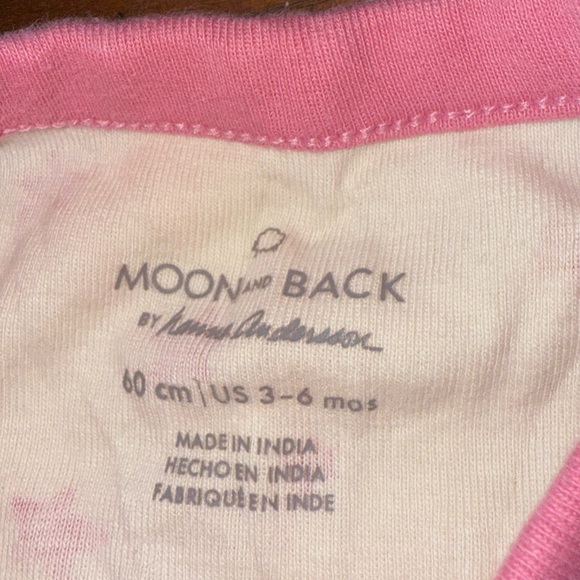 MOON AND BACK
BY Hanna Andersson
60 cm | US 3-6 mos
MADE IN INDIA
HECHO EN INDIA
FABRIQUÉ EN INDE